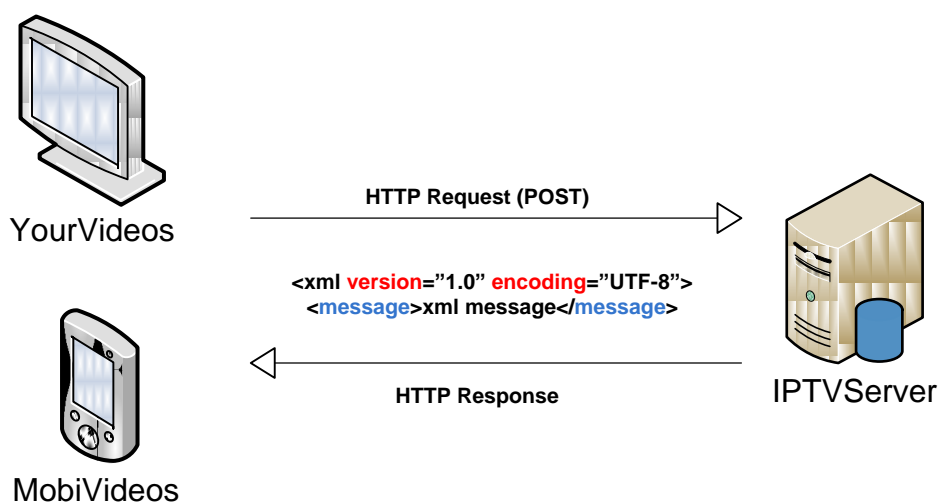 YourVideos
HTTP Request (POST)
<xml version=”1.0” encoding=”UTF-8”>
<message>xml message</message>
HTTP Response
IPTVServer
MobiVideos